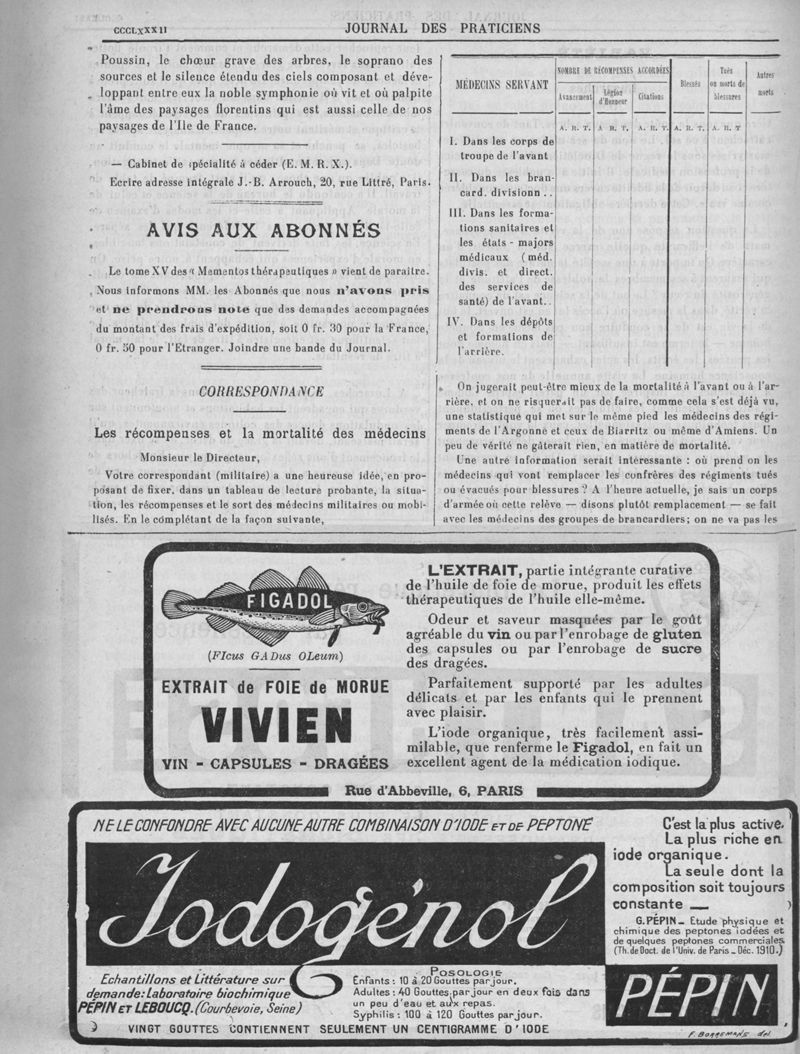 CCCLXXXII
JOURNAL DES PRATICIENS
Poussin, le chœur grave des arbres, le soprano des
sources et le silence étendu des ciels composant et déve-
loppant entre eux la noble symphonie où vit et où palpite
l'âme des paysages florentins qui est aussi celle de nos
paysages de l'Ile de France.
— Cabinet de spécialité à céder (E. M. R. X.).
Ecrire adresse intégrale J.-B. Arrouch, 20, rue Littré, Paris.
AVIS AUX ABONNÉS
Le tome XV des « Mementos thérapeutiques » vient de paraitre.
Nous informons MM. les Abonnés que nous n'avons pris
et ne prendrons note que des demandes accompagnées
du montant des frais d'expédition, soit 0 fr. 30 pour la France,
0 fr. 50 pour l'Etranger. Joindre une bande du Journal.
CORRESPONDANCE
Les récompenses et la mortalité des médecins
Monsieur le Directeur,
Votre correspondant (militaire) a une heureuse idée, en pro-
posant de fixer, dans un tableau de lecture probante, la situa-
tion, les récompenses et le sort des médecins militaires ou mobi-
lisés. En le complétant de la façon suivante,
MÉDECINS SERVANT
NOMBRE DE RÉCOMPENSES ACCORDÉES
Avancement
Légion
d'Honneur
Citations
Blessés
Tués
ou morts de
blessures
Autres
morts
A. R. T. A R. T. A. R. T. A. R. T. A. R. T
I. Dans les corps de
troupe de l'avant
II. Dans les bran-
card. divisionn ..
III. Dans les forma-
tions sanitaires et
les états-majors
médicaux (méd.
divis. et direct.
des services de
santé) de l'avant..
IV. Dans les dépôts
et formations de
l'arrière.
On jugerait peut-être mieux de la mortalité à l'avant ou à l'ar-
rière, et on ne risquerait pas de faire, comme cela s'est déjà vu,
une statistique qui met sur le même pied les médecins des régi-
ments de l'Argonne et ceux de Biarritz ou même d'Amiens. Un
peu de vérité ne gâterait rien, en matière de mortalité.
Une autre information serait intéressante : où prend on les
médecins qui vont remplacer les confrères des régiments tués
ou évacués pour blessures ? A l'heure actuelle, je sais un corps
d'armée où cette relève — disons plutôt remplacement — se fait
avec les médecins des groupes de brancardiers; on ne va pas les
FIGADOL
(FIcus GADus OLeum)
EXTRAIT de FOIE de MORUE
VIVIEN
VIN - CAPSULES - DRAGÉES
L'EXTRAIT, partie intégrante curative
de l'huile de foie de morue, produit les effets
thérapeutiques de l'huile elle-même.
Odeur et saveur masquées par le goût
agréable du vin ou par l'enrobage de gluten
des capsules ou par l'enrobage de sucre
des dragées.
Parfaitement supporté par les adultes
délicats et par les enfants qui le prennent
avec plaisir.
L'iode organique, très facilement assi-
milable, que renferme le Figadol, en fait un
excellent agent de la médication iodique.
Rue d'Abbeville, 6, PARIS
NE LE CONFONDRE AVEC AUCUNE AUTRE COMBINAISON D'IODE ET DE PEPTONE
Iodogénol
C'est la plus active.
La plus riche en
iode organique.
La seule dont la
composition soit toujours
constante —
G. PÉPIN _ Etude physique et
chimique des peptones iodées et
de quelques peptones commerciales
(Th. de Doct. de l'Univ. de Paris _ Déc. 1910.)
PÉPIN
Echantillons et Littérature sur
demande: Laboratoire biochimique
PÉPIN ET LEBOUCQ. (Courbevoie, Seine)
POSOLOGIE
Enfants : 10 à 20 Gouttes par jour.
Adultes : 40 Gouttes par jour en deux fois dans
un peu d'eau et aux repas.
Syphilis : 100 à 120 Gouttes par jour.
VINGT GOUTTES CONTIENNENT SEULEMENT UN CENTIGRAMME D'IODE